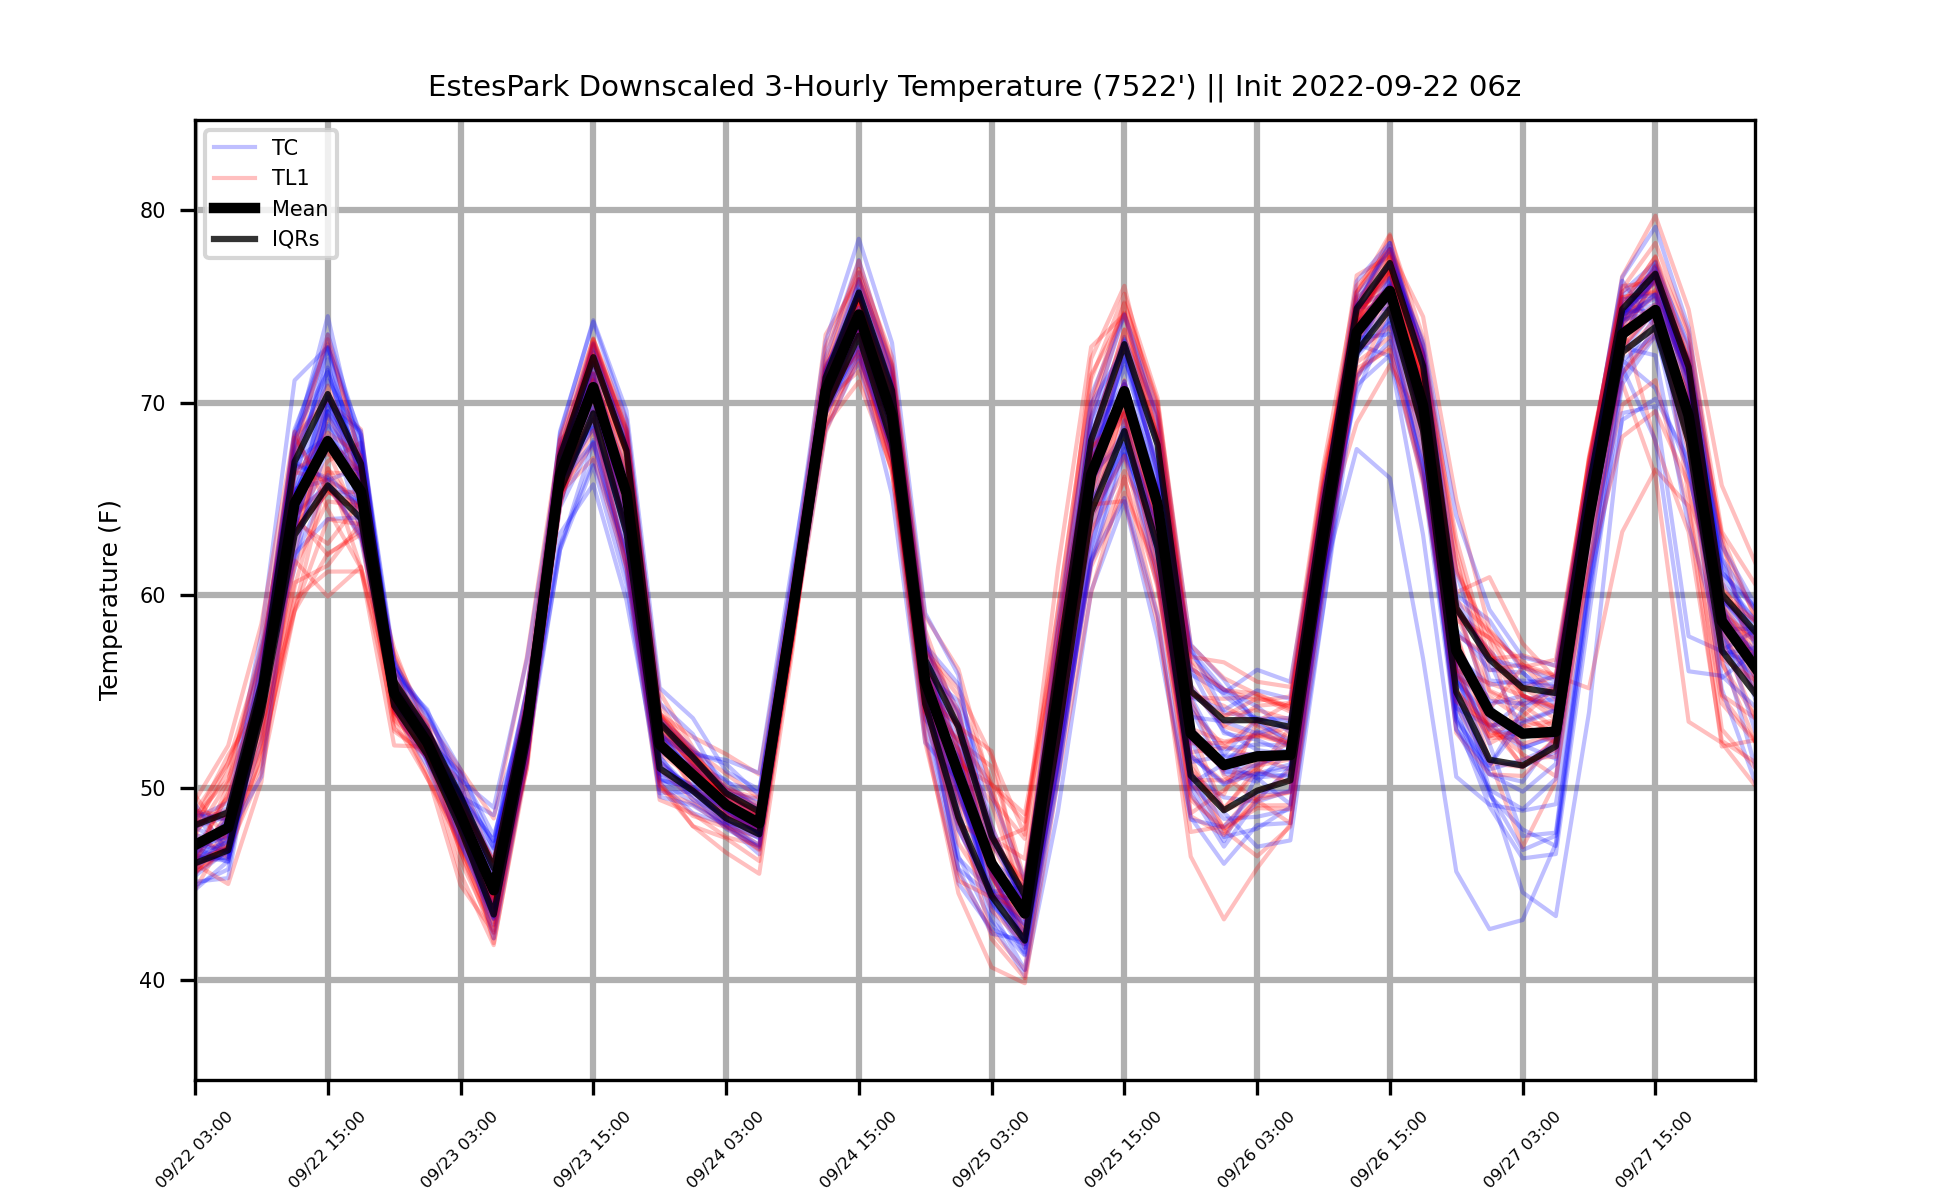 EstesPark Downscaled 3-Hourly Temperature (7522') || Init 2022-09-22 06z
TC
TL1
Mean
IQRs
Temperature (F)
80
70
60
50
40
09/22 03:00
09/22 15:00
09/23 03:00
09/23 15:00
09/24 03:00
09/24 15:00
09/25 03:00
09/25 15:00
09/26 03:00
09/26 15:00
09/27 03:00
09/27 15:00